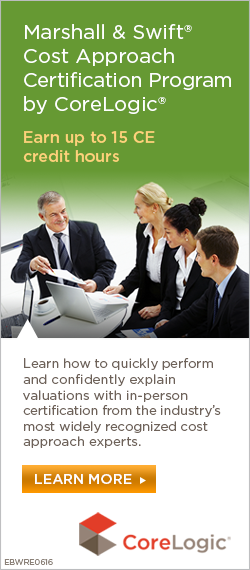 Marshall & Swift®
Cost Approach
Certification Program
by CoreLogic®
Earn up to 15 CE
credit hours
Learn how to quickly perform
and confidently explain
valuations with in-person
certification from the industry's
most widely recognized cost
approach experts.
LEARN MORE ▸
CoreLogic®
EBWRE0616